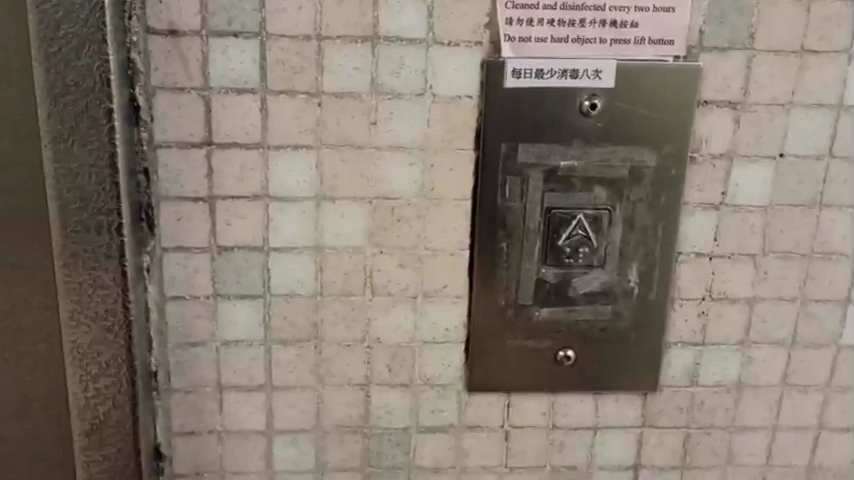 Cleaned and disinfected every two hours
請勿使用硬物按壓升降機按鈕
Do not use hard object to press lift button
每日最少消毒八次